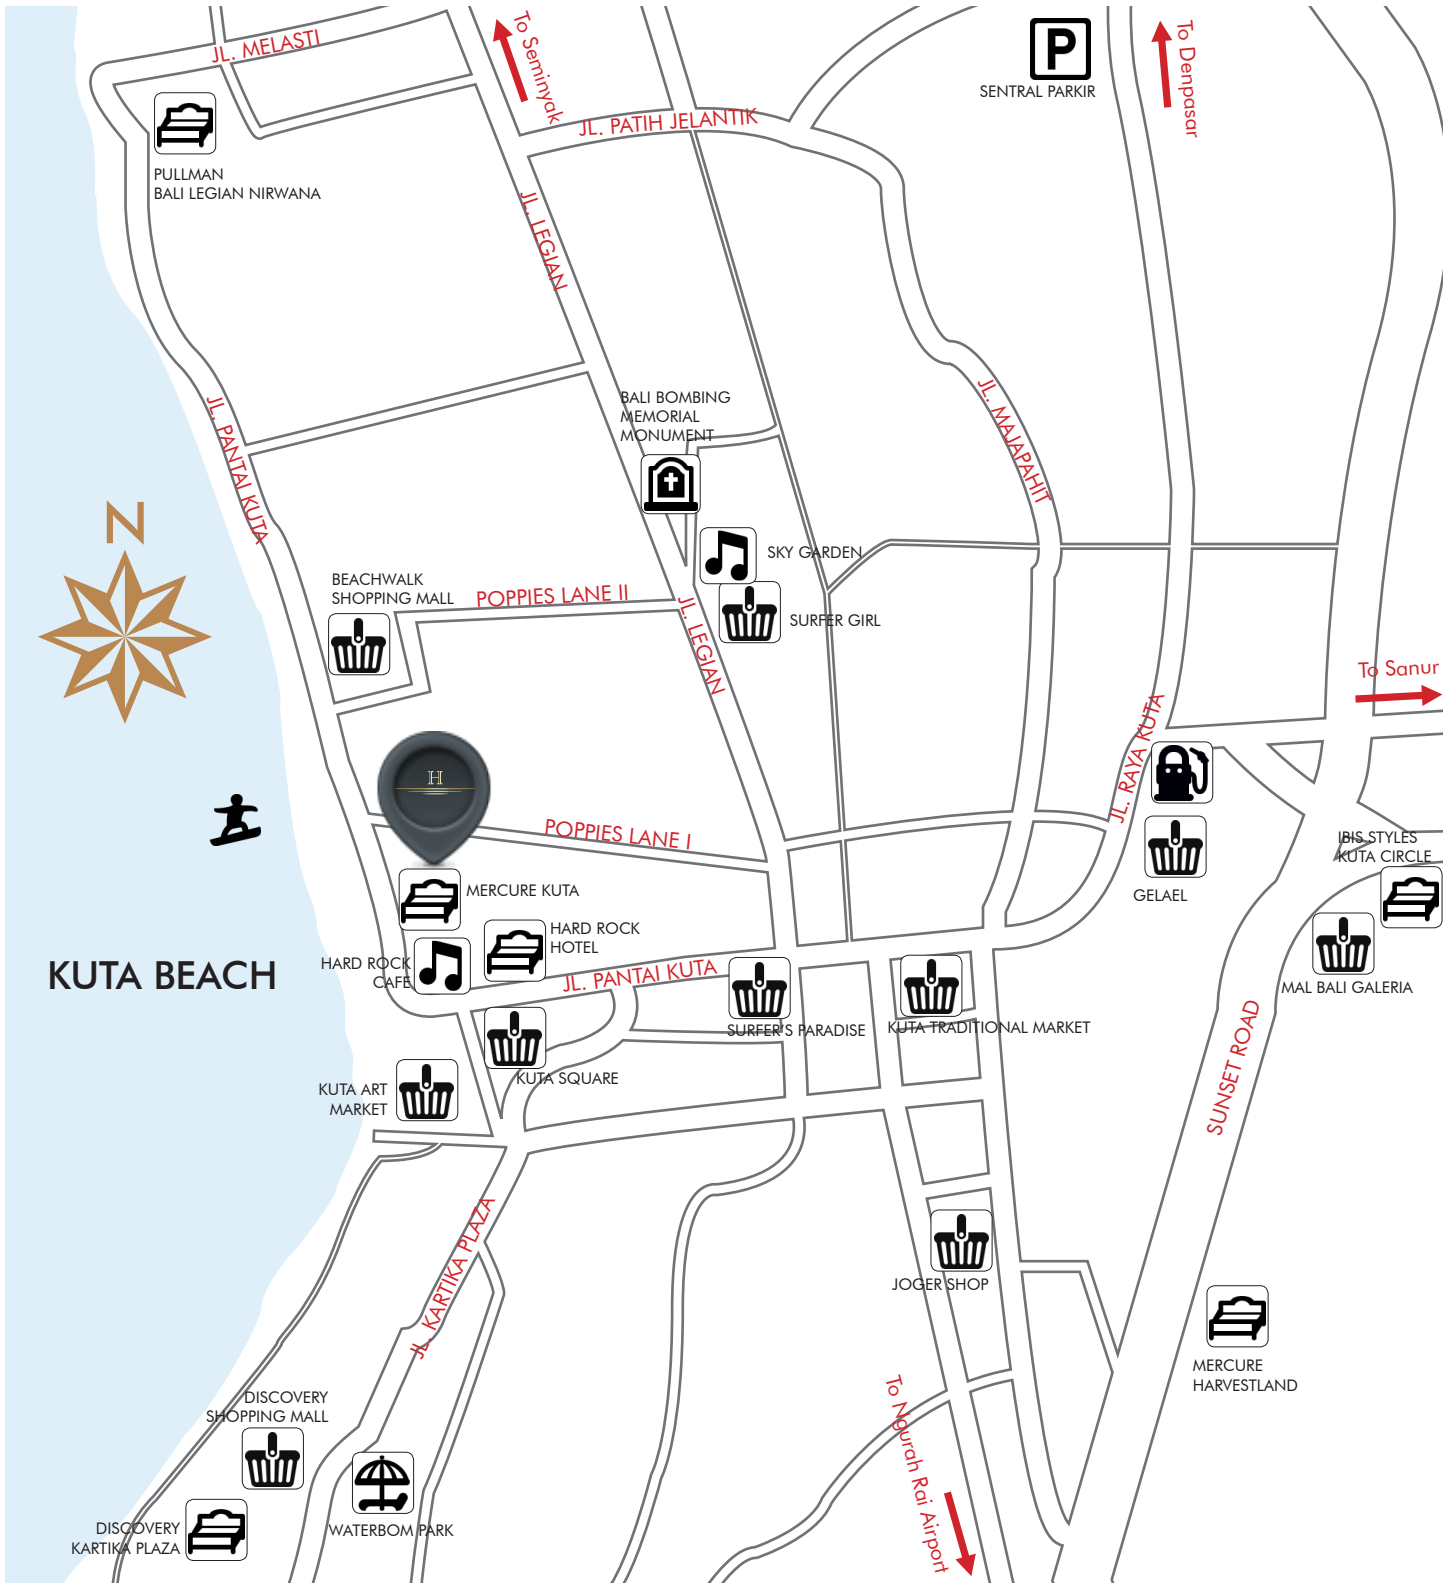 To Seminyak
JL. MELASTI
P
SENTRAL PARKIR
To Denpasar
JL. PATIH JELANTIK
PULLMAN
BALI LEGIAN NIRWANA
JL. LEGIAN
BALI BOMBING
MEMORIAL
MONUMENT
JL. PANTAI KUTA
JL. MAJAPAHIT
N
SKY GARDEN
BEACHWALK
SHOPPING MALL
POPPIES LANE II
SURFER GIRL
JL. LEGIAN
To Sanur
JL. RAYA KUTA
H
POPPIES LANE I
IBIS STYLES
KUTA CIRCLE
MERCURE KUTA
GELAEL
HARD ROCK
HOTEL
HARD ROCK
CAFE
KUTA BEACH
JL. PANTAI KUTA
MAL BALI GALERIA
SURFER'S PARADISE
KUTA TRADITIONAL MARKET
SUNSET ROAD
KUTA SQUARE
KUTA ART
MARKET
JL. KARTIKA PLAZA
JOGER SHOP
MERCURE
HARVESTLAND
DISCOVERY
SHOPPING MALL
To Ngurah Rai Airport
WATERBOM PARK
DISCOVERY
KARTIKA PLAZA